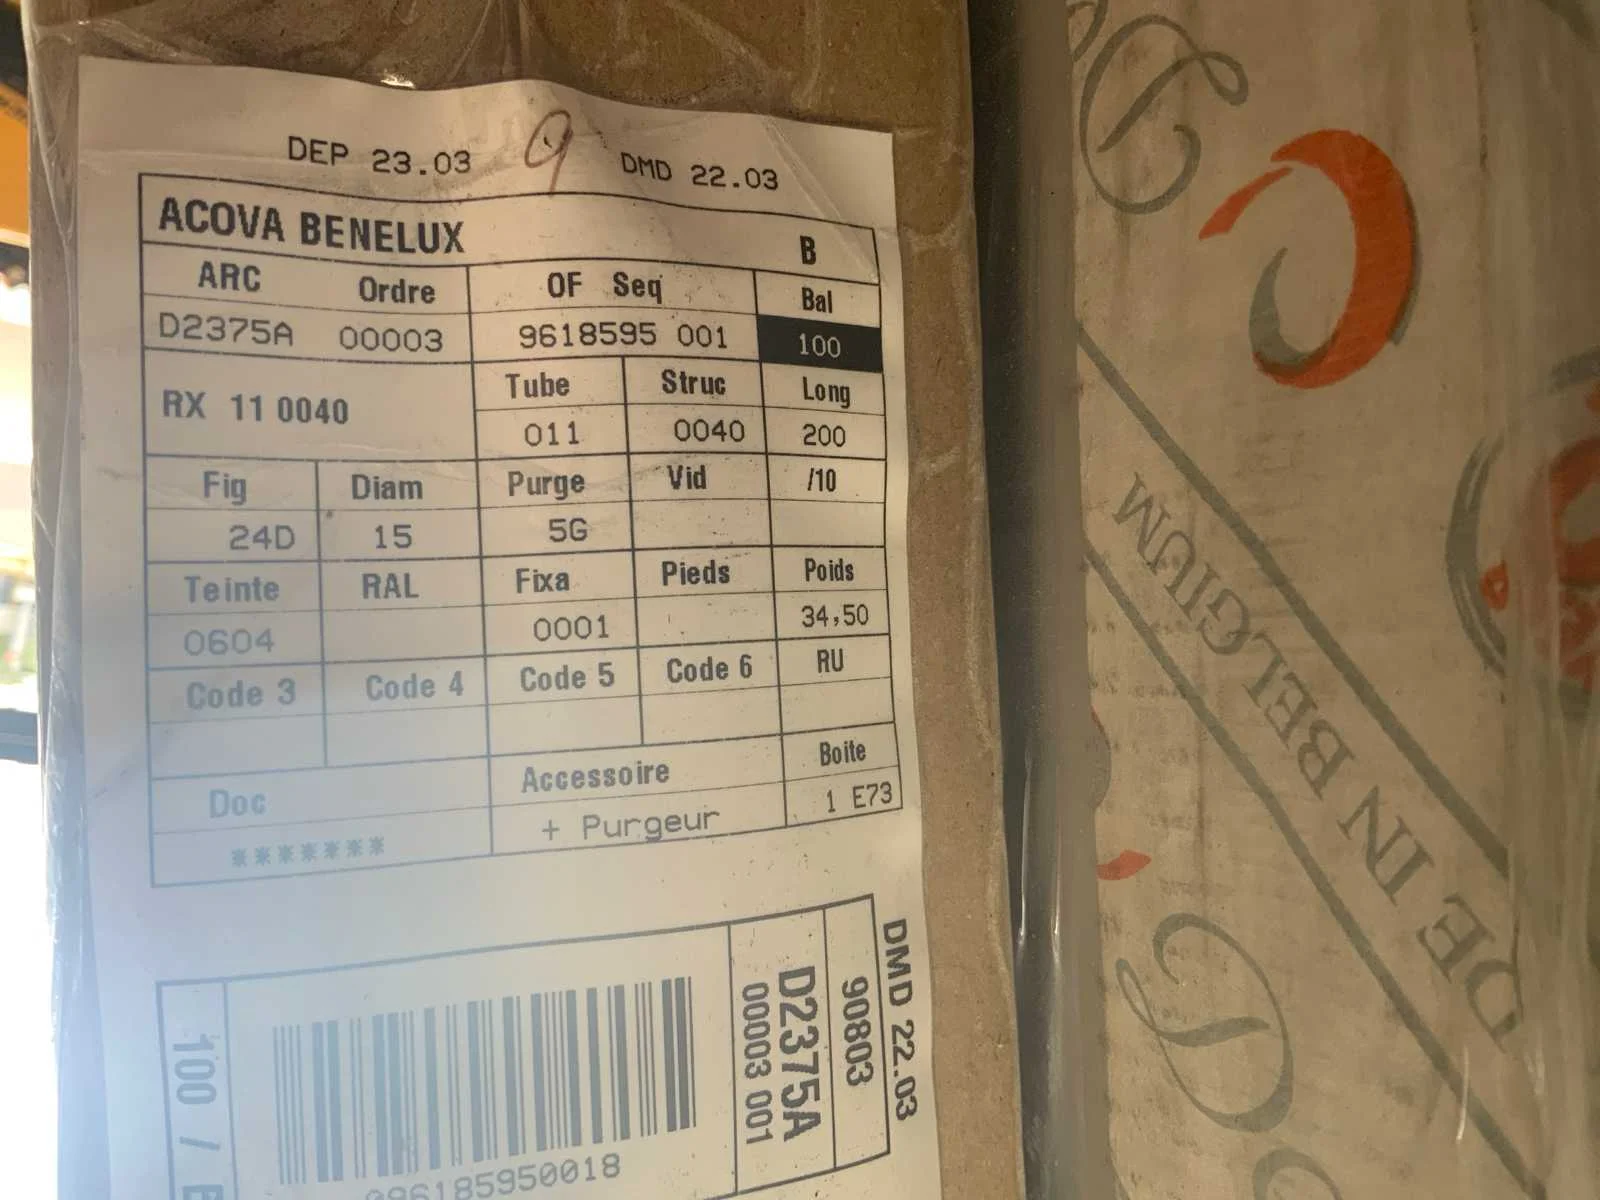 DEP 23.03 9 DMD 22.03
ACOVA BENELUX B
ARC Ordre OF Seq Bal
D2375A 00003 9618595 001 100
RX 11 0040 Tube Struc Long
011 0040 200
Fig Diam Purge Vid /10
24D 15 5G
Teinte RAL Fixa Pieds Poids
0604 0001 34,50
Code 3 Code 4 Code 5 Code 6 RU
Doc Accessoire Boite
******* + Purgeur 1 E73
DMD 22.03
90803
D2375A
00003 001
100 /
096185950018
DE IN BELGIUM